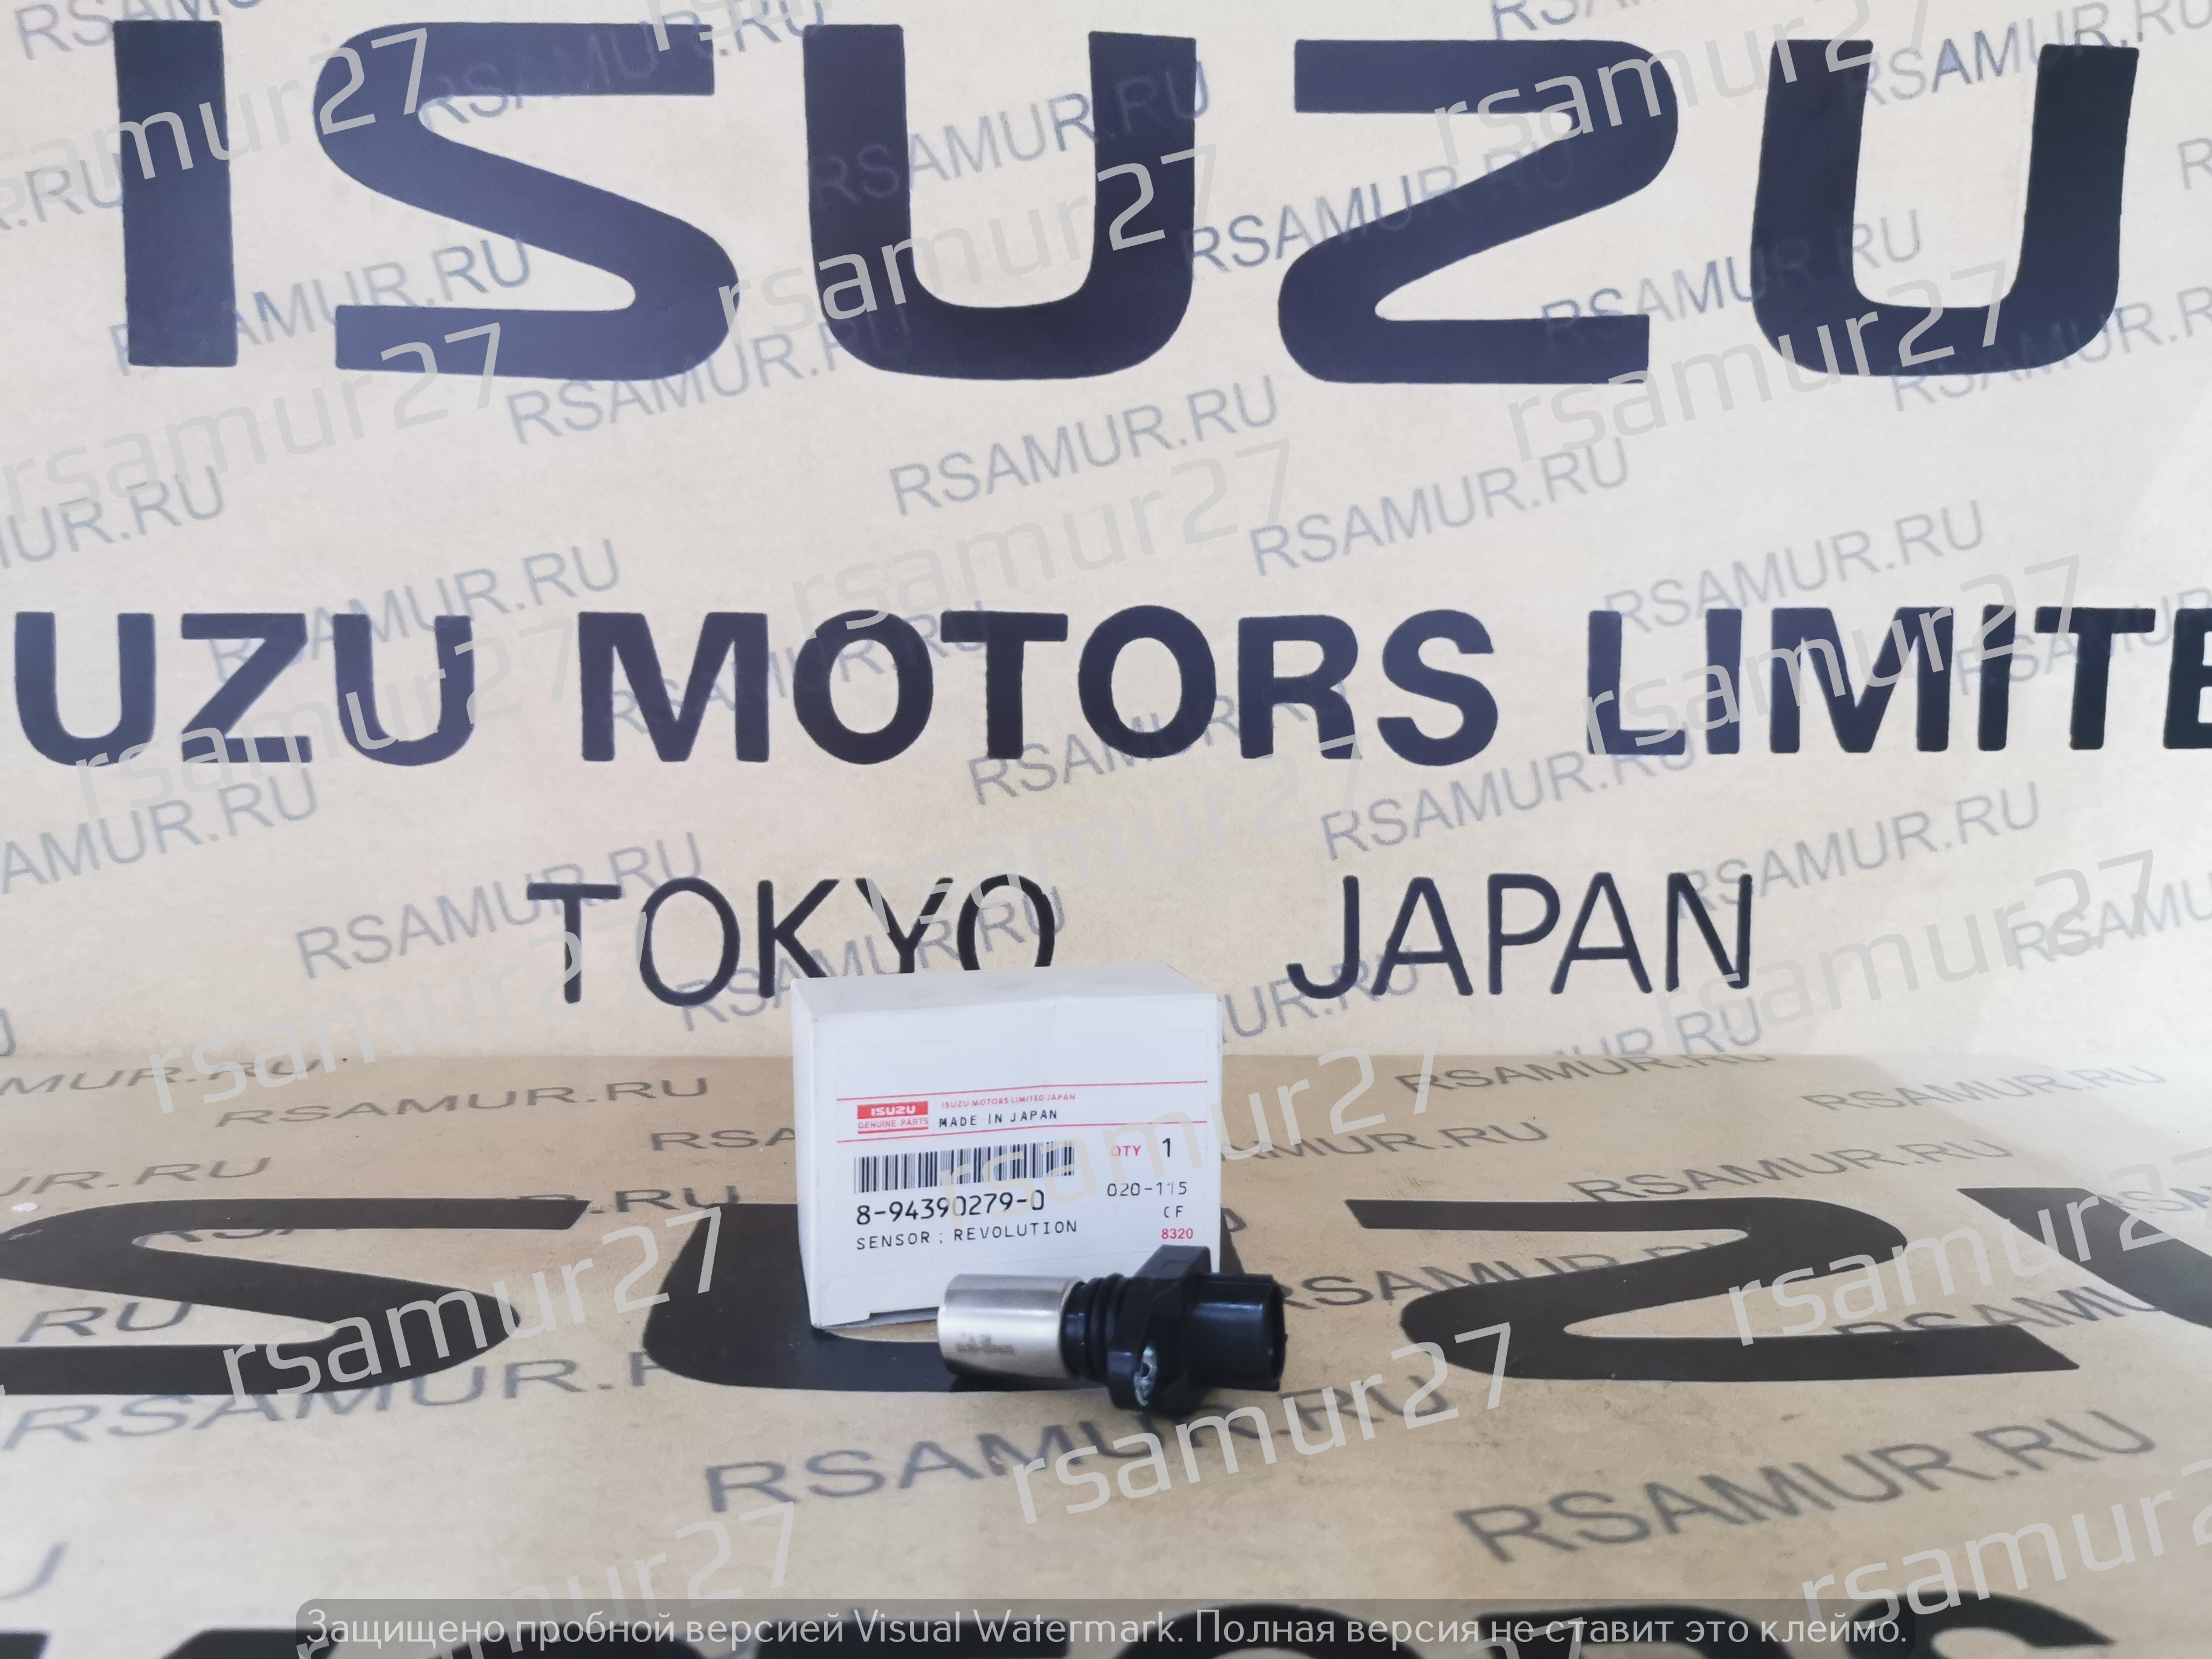 ISUZU
UZU MOTORS LIMITE
TOKYO JAPAN
ISUZU ISUZU MOTORS LIMITED JAPAN
GENUINE PARTS MADE IN JAPAN
QTY 1
8-94390279-0 020-115
CF
SENSOR : REVOLUTION 8320
RSAMUR.RU
rsamur27
Защищено пробной версией Visual Watermark. Полная версия не ставит это клеймо.